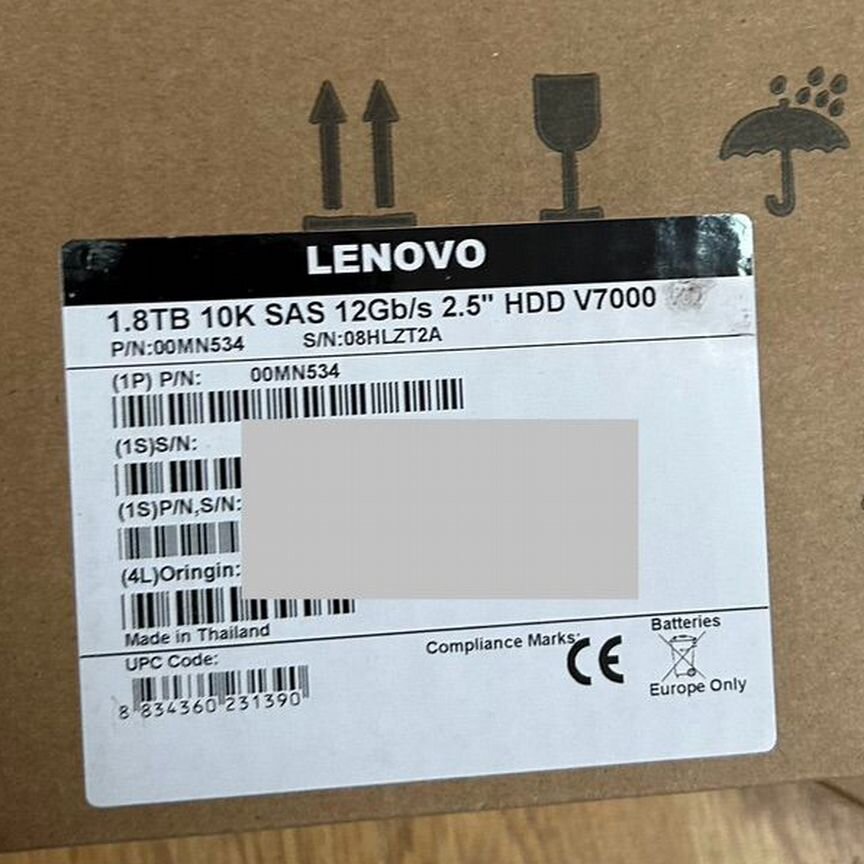 LENOVO
1.8TB 10K SAS 12Gb/s 2.5" HDD V7000
P/N:00MN534 S/N:08HLZT2A
(1P) P/N: 00MN534
(1S)S/N:
(1S)P/N,S/N:
(4L)Oringin:
Made in Thailand
UPC Code:
8 834360 231390
Compliance Marks:
CE
Batteries
Europe Only